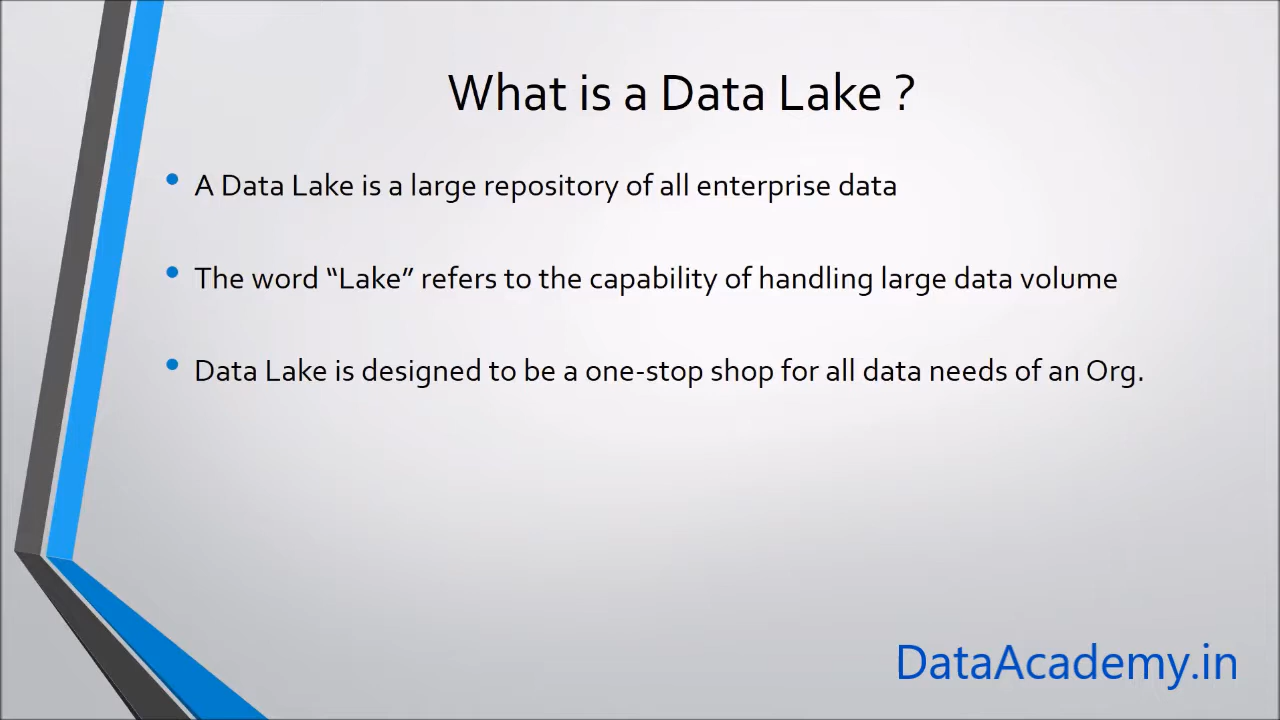 What is a Data Lake ?
A Data Lake is a large repository of all enterprise data
The word “Lake” refers to the capability of handling large data volume
Data Lake is designed to be a one-stop shop for all data needs of an Org.
DataAcademy.in